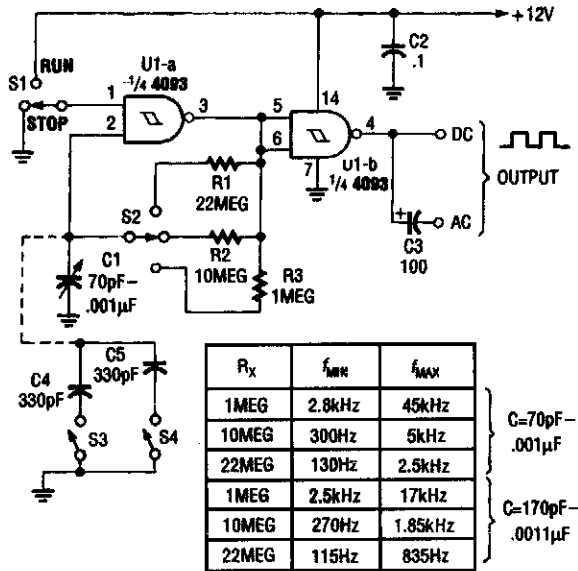 +12V
RUN
S1
STOP
U1-a
1/4 4093
1
2
3
5
6
14
4
7
U1-b
1/4 4093
C2
.1
DC
OUTPUT
AC
C3
100
+
S2
R1
22MEG
R2
10MEG
R3
1MEG
C1
70pF–
.001µF
C4
330pF
C5
330pF
S3
S4
RX fMIN fMAX
1MEG 2.8kHz 45kHz
10MEG 300Hz 5kHz
22MEG 130Hz 2.5kHz
1MEG 2.5kHz 17kHz
10MEG 270Hz 1.85kHz
22MEG 115Hz 835Hz
C=70pF–
.001µF
C=170pF–
.0011µF